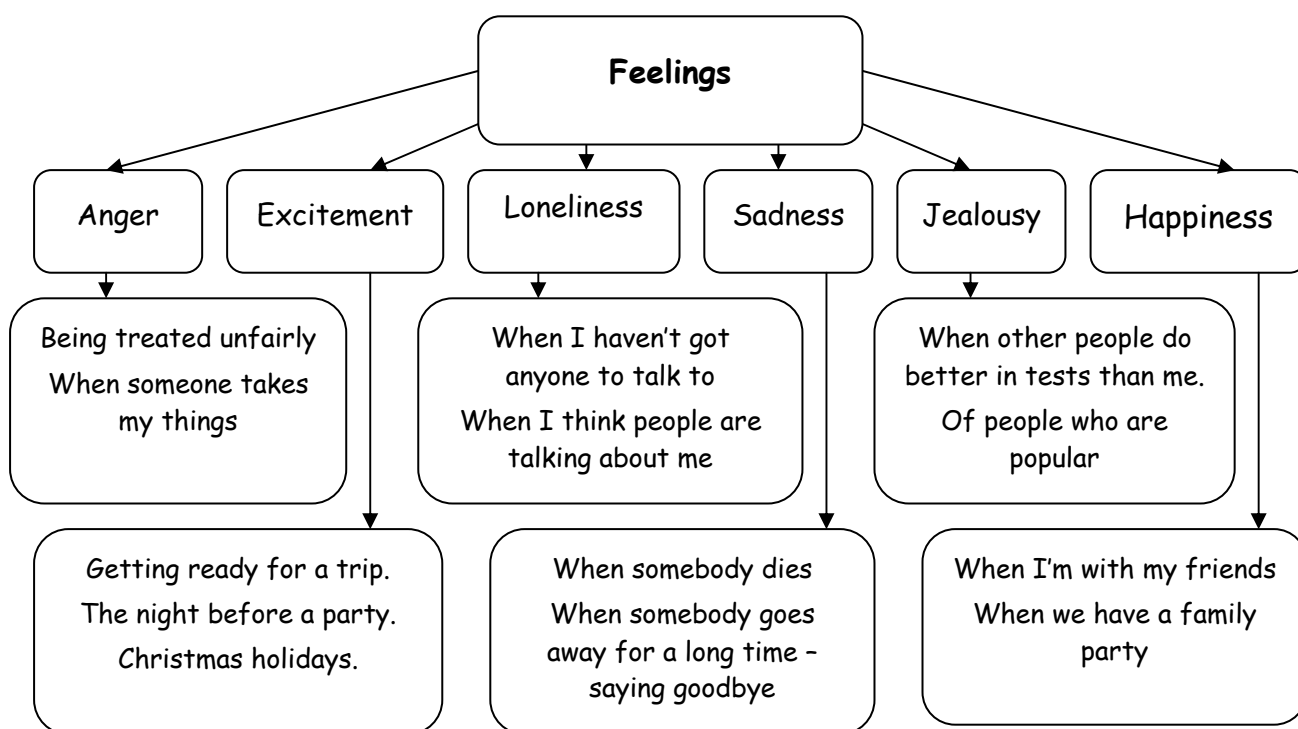 Feelings
Anger
Excitement
Loneliness
Sadness
Jealousy
Happiness
Being treated unfairly
When someone takes
my things
When I haven’t got
anyone to talk to
When I think people are
talking about me
When other people do
better in tests than me.
Of people who are
popular
Getting ready for a trip.
The night before a party.
Christmas holidays.
When somebody dies
When somebody goes
away for a long time –
saying goodbye
When I’m with my friends
When we have a family
party